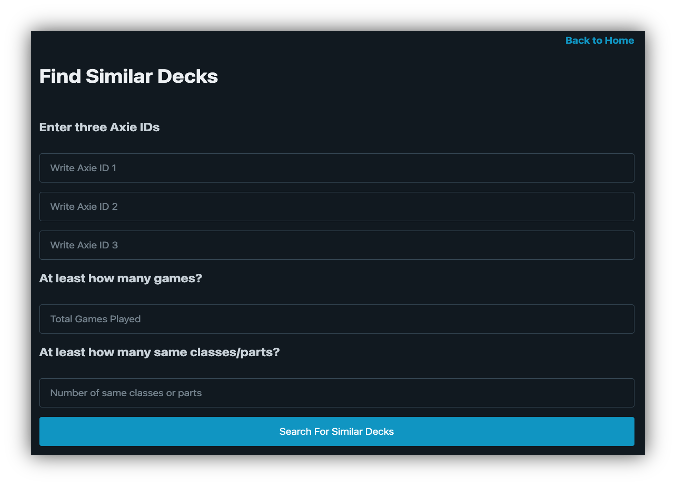 Back to Home
Find Similar Decks
Enter three Axie IDs
Write Axie ID 1
Write Axie ID 2
Write Axie ID 3
At least how many games?
Total Games Played
At least how many same classes/parts?
Number of same classes or parts
Search For Similar Decks